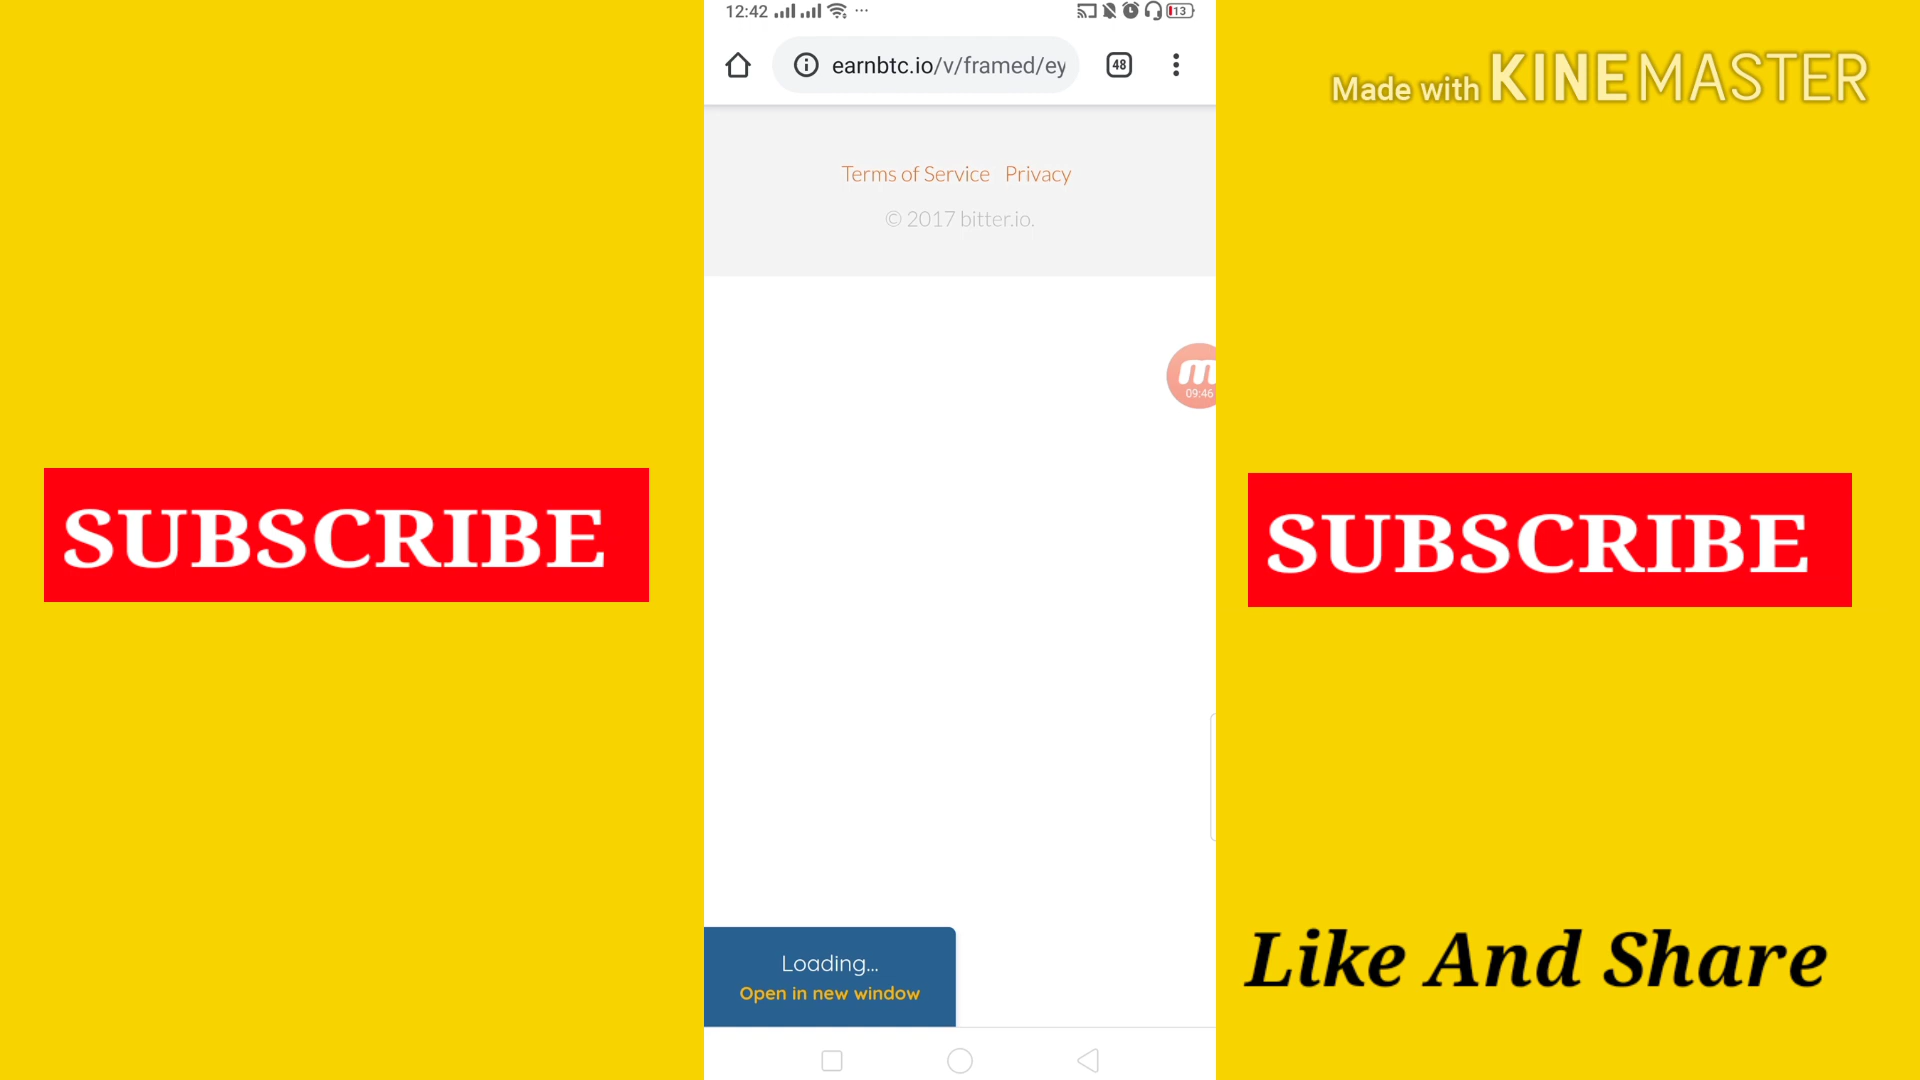 12:42
13
earnbtc.io/v/framed/ey
48
Made with KINEMASTER
Terms of Service Privacy
© 2017 bitter.io.
m
09:46
SUBSCRIBE
SUBSCRIBE
Loading...
Open in new window
Like And Share